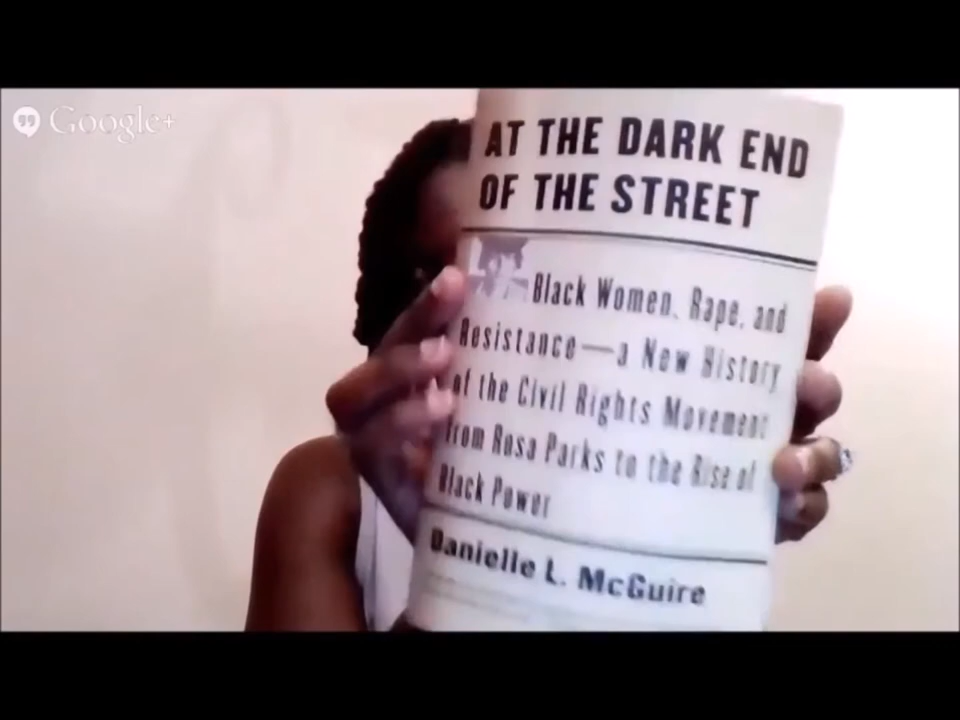 Google+
AT THE DARK END
OF THE STREET
Black Women, Rape, and
Resistance—a New History
of the Civil Rights Movement
from Rosa Parks to the Rise of
Black Power
Danielle L. McGuire